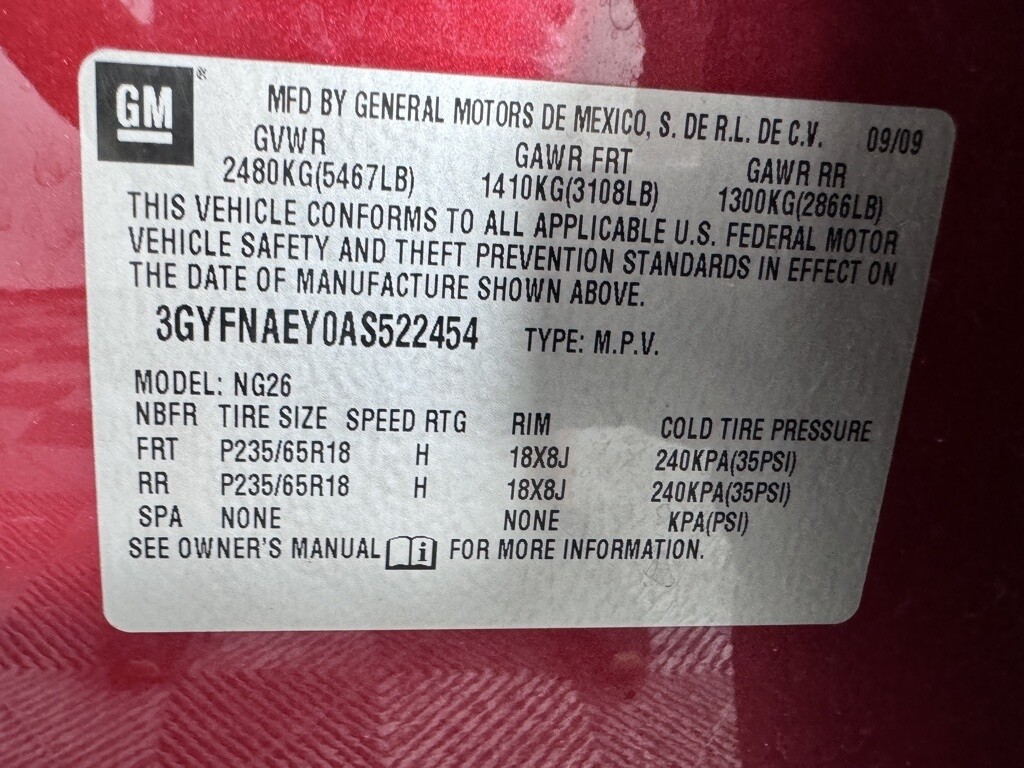 GM ®
MFD BY GENERAL MOTORS DE MEXICO, S. DE R.L. DE C.V. 09/09
GVWR GAWR FRT GAWR RR
2480KG(5467LB) 1410KG(3108LB) 1300KG(2866LB)
THIS VEHICLE CONFORMS TO ALL APPLICABLE U.S. FEDERAL MOTOR
VEHICLE SAFETY AND THEFT PREVENTION STANDARDS IN EFFECT ON
THE DATE OF MANUFACTURE SHOWN ABOVE.
3GYFNAEY0AS522454 TYPE: M.P.V.
MODEL: NG26
NBFR TIRE SIZE SPEED RTG RIM COLD TIRE PRESSURE
FRT P235/65R18 H 18X8J 240KPA(35PSI)
RR P235/65R18 H 18X8J 240KPA(35PSI)
SPA NONE NONE KPA(PSI)
SEE OWNER'S MANUAL i FOR MORE INFORMATION.